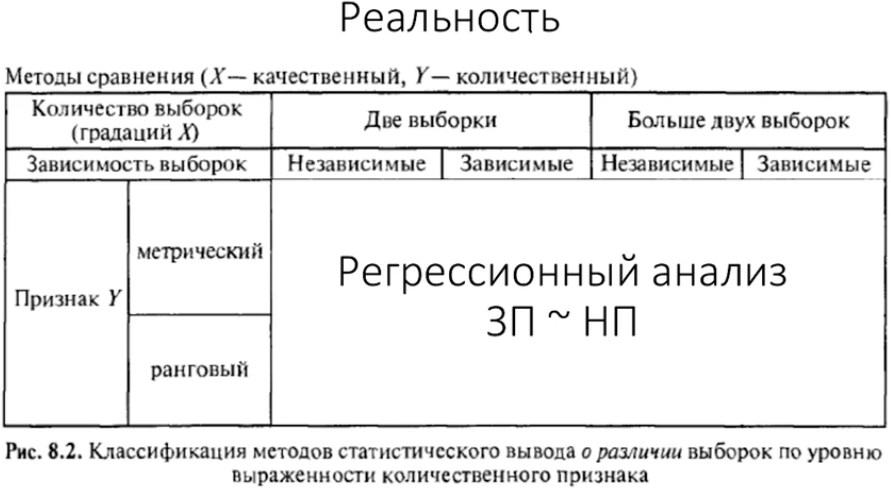 Реальность
Методы сравнения (X— качественный, Y— количественный)
Количество выборок
(градаций X)
Две выборки
Больше двух выборок
Зависимость выборок
Независимые
Зависимые
Независимые
Зависимые
Признак Y
метрический
ранговый
Регрессионный анализ
ЗП ~ НП
Рис. 8.2. Классификация методов статистического вывода о различии выборок по уровню
выраженности количественного признака